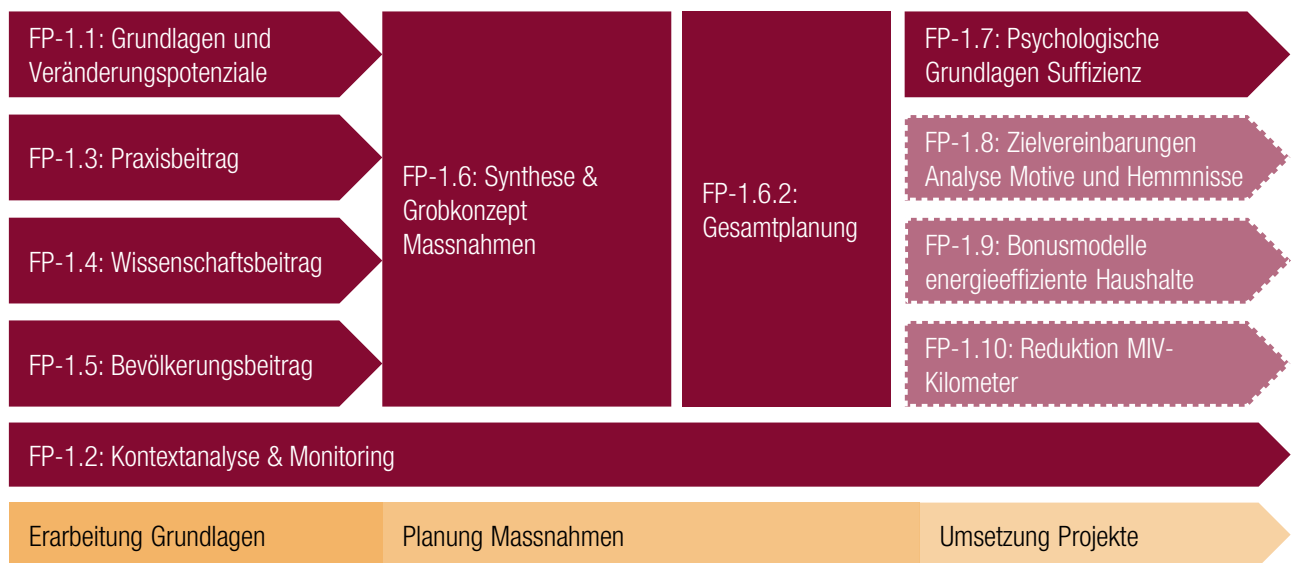 FP-1.1: Grundlagen und
Veränderungspotenziale
FP-1.3: Praxisbeitrag
FP-1.4: Wissenschaftsbeitrag
FP-1.5: Bevölkerungsbeitrag
FP-1.6: Synthese &
Grobkonzept
Massnahmen
FP-1.6.2:
Gesamtplanung
FP-1.7: Psychologische
Grundlagen Suffizienz
FP-1.8: Zielvereinbarungen
Analyse Motive und Hemmnisse
FP-1.9: Bonusmodelle
energieeffiziente Haushalte
FP-1.10: Reduktion MIV-
Kilometer
FP-1.2: Kontextanalyse & Monitoring
Erarbeitung Grundlagen
Planung Massnahmen
Umsetzung Projekte